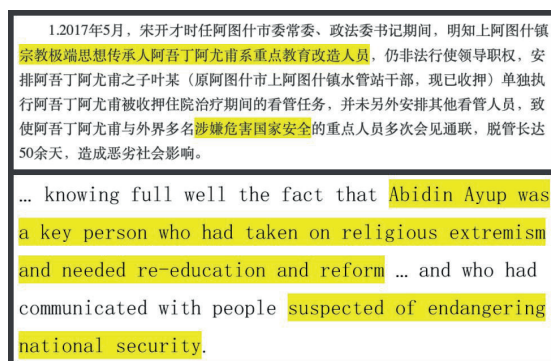 1.2017年5月，宋开才时任阿图什市委常委、政法委书记期间，明知上阿图什镇
宗教极端思想传承人阿吾丁阿尤甫系重点教育改造人员，仍非法行使领导职权，安
排阿吾丁阿尤甫之子叶某（原阿图什市上阿图什镇水管站干部，现已收押）单独执
行阿吾丁阿尤甫被收押住院治疗期间的看管任务，并未另外安排其他看管人员，致
使阿吾丁阿尤甫与外界多名涉嫌危害国家安全的重点人员多次会见通联，脱管长达
50余天，造成恶劣社会影响。
… knowing full well the fact that Abidin Ayup was
a key person who had taken on religious extremism
and needed re-education and reform … and who had
communicated with people suspected of endangering
national security.